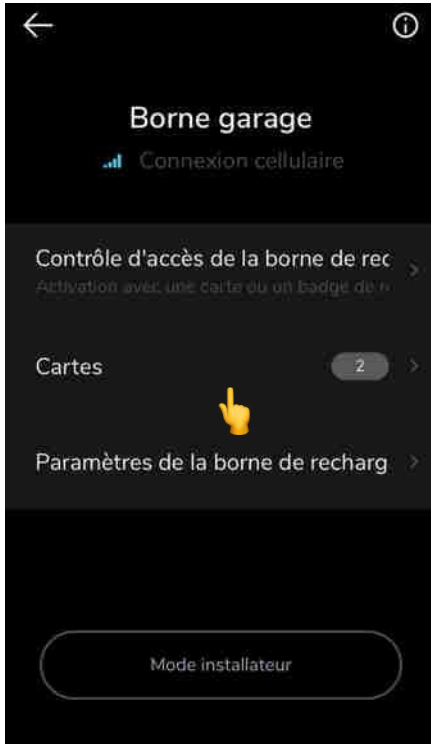 Borne garage
Connexion cellulaire
Contrôle d'accès de la borne de rec
Activation avec une carte ou un badge de r
Cartes
2
Paramètres de la borne de recharg
Mode installateur